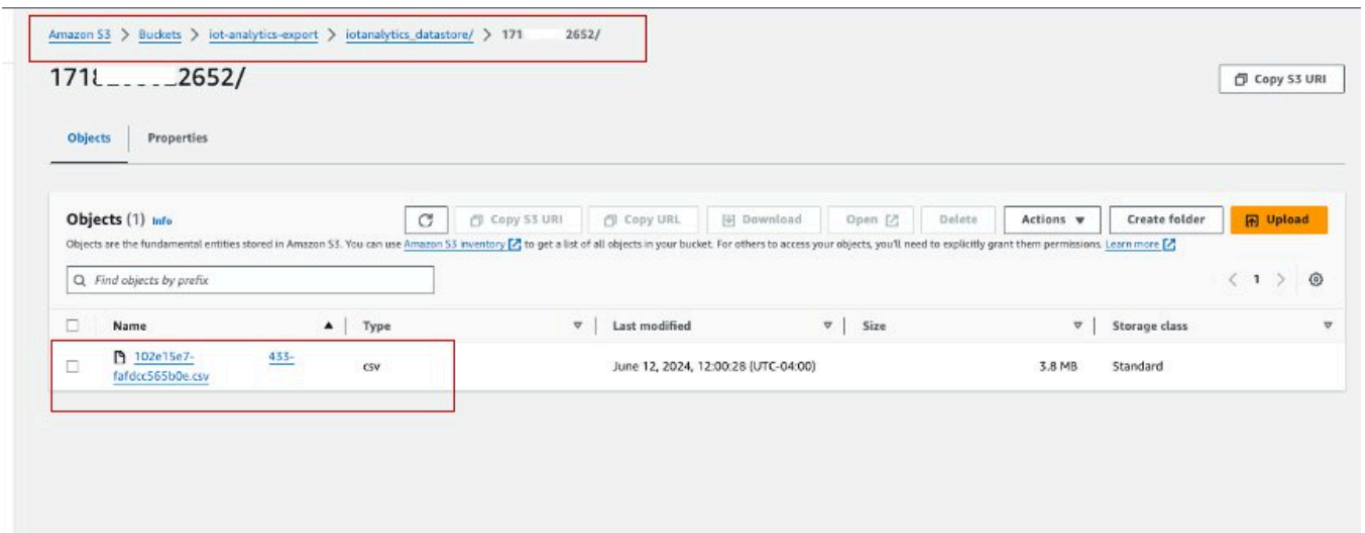 Amazon S3 > Buckets > iot-analytics-export > iotanalytics_datastore/ > 171 2652/
2652/
Copy S3 URI
Objects Properties
Objects (1) Info
Copy S3 URI Copy URL Download Open Delete Actions Create folder Upload
Objects are the fundamental entities stored in Amazon S3. You can use Amazon S3 inventory to get a list of all objects in your bucket. For others to access your objects, you'll need to explicitly grant them permissions. Learn more
Find objects by prefix
< 1 >
Name Type Last modified Size Storage class
102e15e7- 433- csv June 12, 2024, 12:00:28 (UTC-04:00) 3.8 MB Standard
fafdcc565b0e.csv